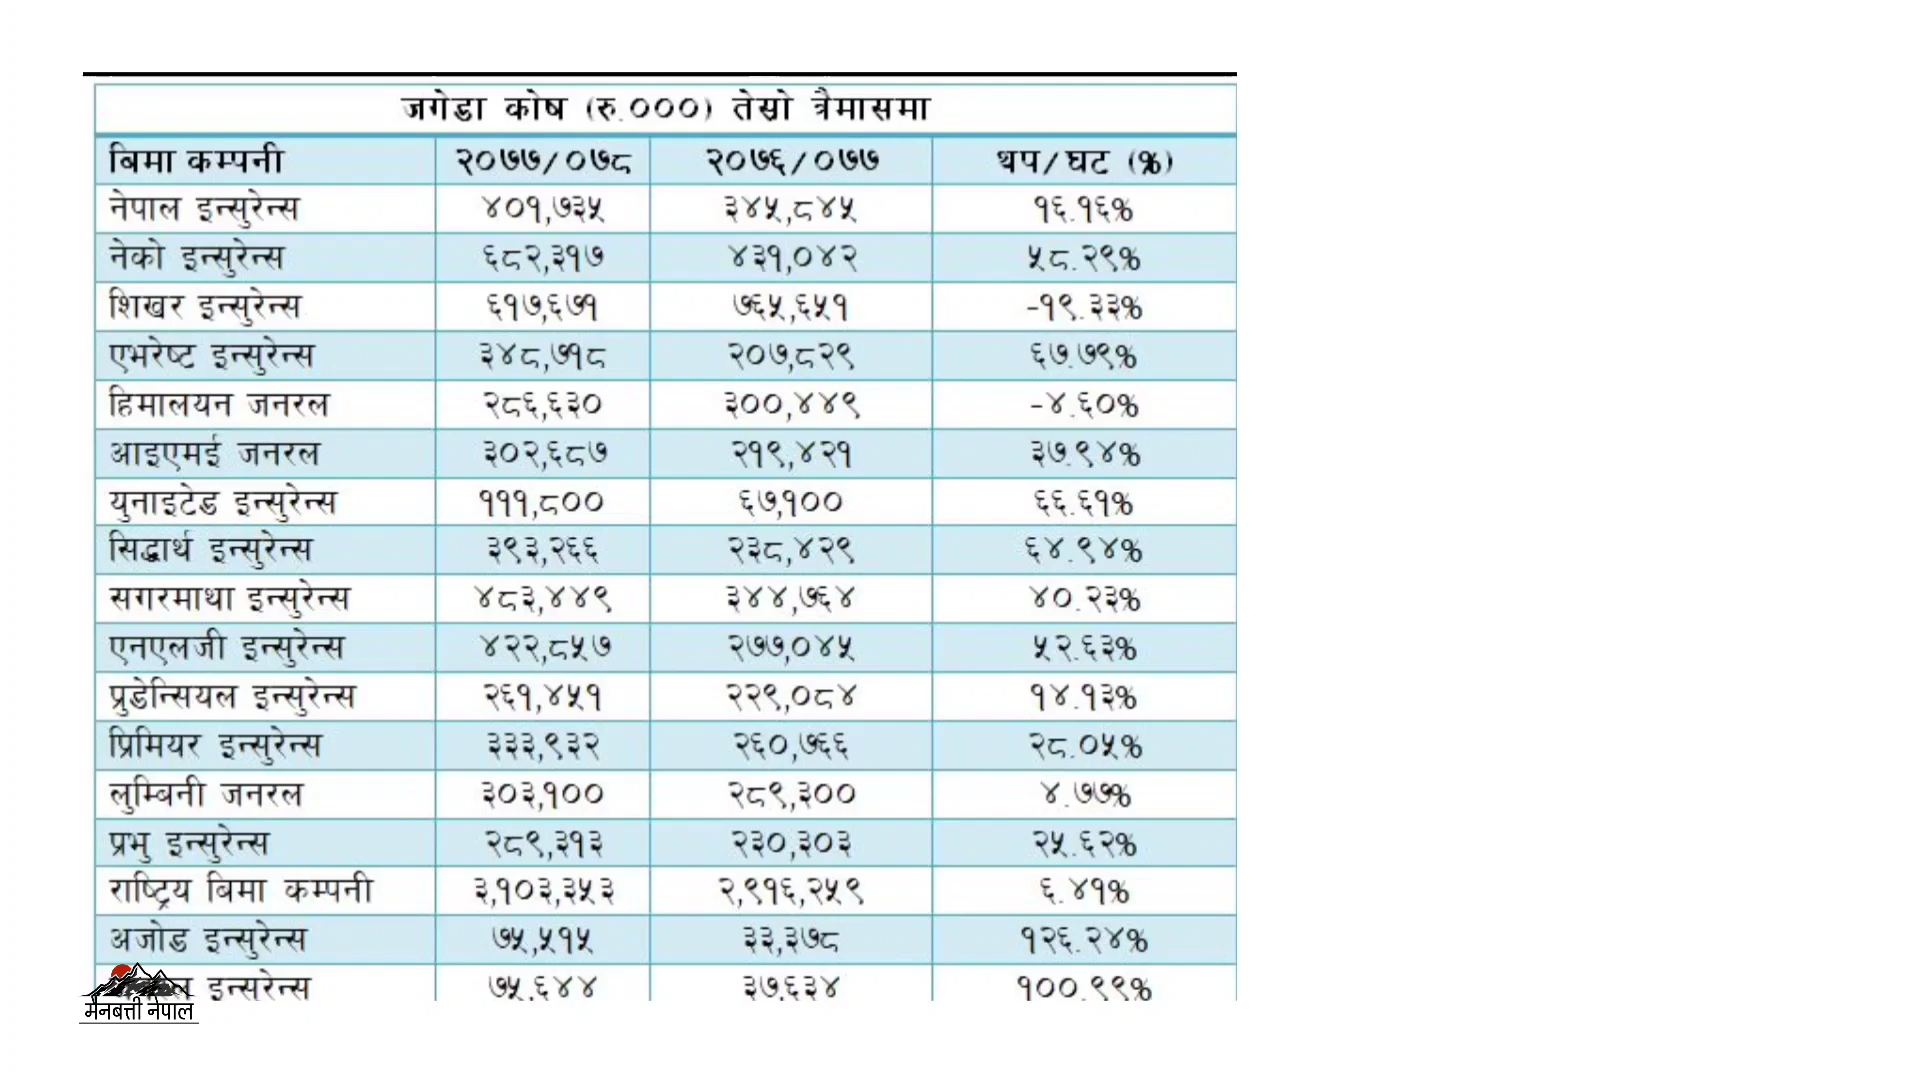 जगेडा कोष (रु.०००) तेस्रो त्रैमासमा
बिमा कम्पनी २०७७/०७८ २०७६/०७७ थप/घट (%)
नेपाल इन्सुरेन्स ४०१,७३५ ३४५,८४५ १६.१६%
नेको इन्सुरेन्स ६८२,३१७ ४३१,०४२ ५८.२९%
शिखर इन्सुरेन्स ६१७,६७१ ७६५,६५१ -१९.३३%
एभरेष्ट इन्सुरेन्स ३४८,७१८ २०७,८२९ ६७.७९%
हिमालयन जनरल २८६,६३० ३००,४४९ -४.६०%
आइएमई जनरल ३०२,६८७ २१९,४२१ ३७.९४%
युनाइटेड इन्सुरेन्स १११,८०० ६७,१०० ६६.६१%
सिद्धार्थ इन्सुरेन्स ३९३,२६६ २३८,४२९ ६४.९४%
सगरमाथा इन्सुरेन्स ४८३,४४९ ३४४,७६४ ४०.२३%
एनएलजी इन्सुरेन्स ४२२,८५७ २७७,०४५ ५२.६३%
प्रुडेन्सियल इन्सुरेन्स २६१,४५१ २२९,०८४ १४.१३%
प्रिमियर इन्सुरेन्स ३३३,९३२ २६०,७६६ २८.०५%
लुम्बिनी जनरल ३०३,१०० २८९,३०० ४.७७%
प्रभु इन्सुरेन्स २८९,३१३ २३०,३०३ २५.६२%
राष्ट्रिय बिमा कम्पनी ३,१०३,३५३ २,९१६,२५९ ६.४१%
अजोड इन्सुरेन्स ७५,५१५ ३३,३७८ १२६.२४%
इन्सुरेन्स ७५,६४४ ३७,६३४ १००.९९%
मैनबत्ती नेपाल